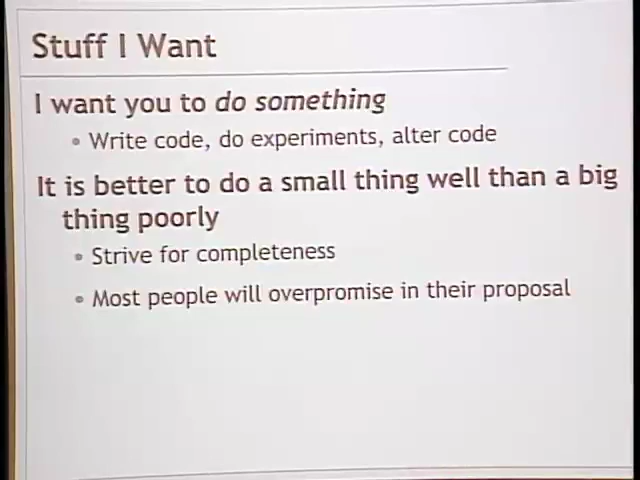 Stuff I Want
I want you to do something
• Write code, do experiments, alter code
It is better to do a small thing well than a big
thing poorly
• Strive for completeness
• Most people will overpromise in their proposal